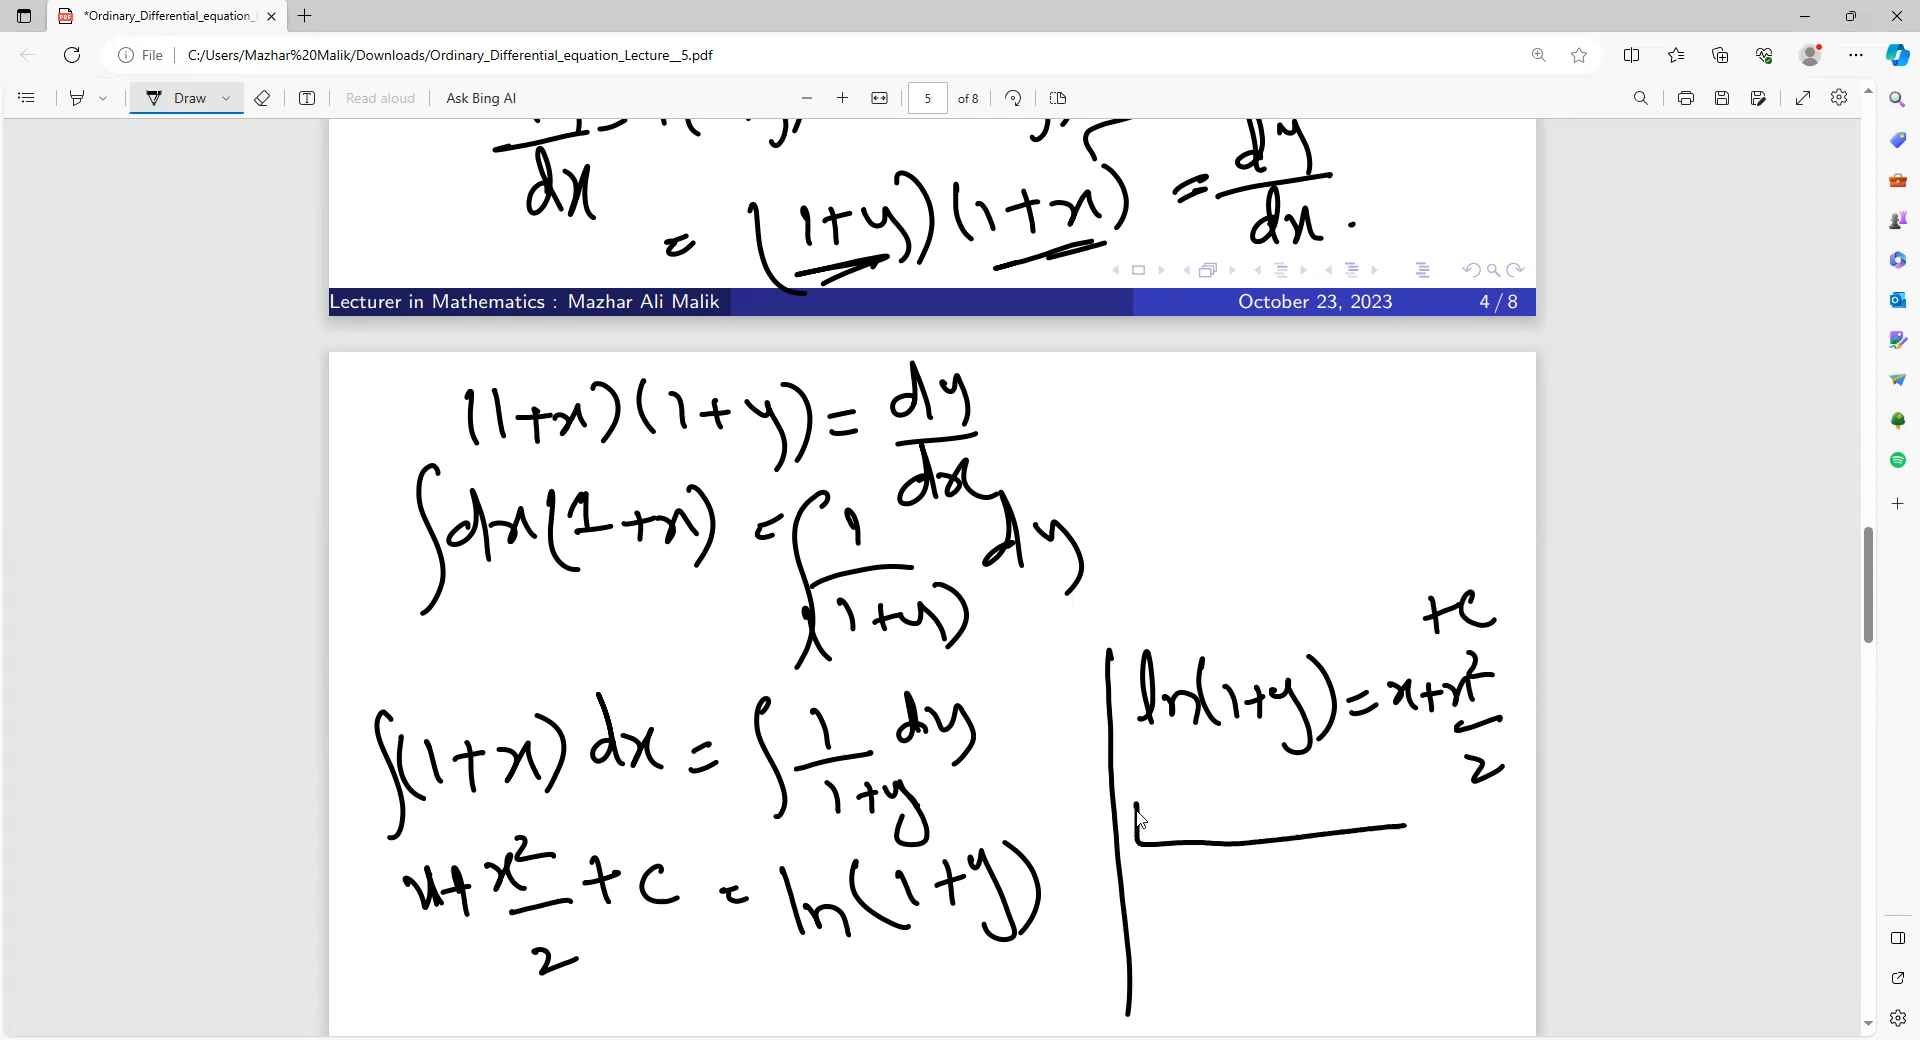 *Ordinary_Differential_equation_
File
C:/Users/Mazhar%20Malik/Downloads/Ordinary_Differential_equation_Lecture__5.pdf
Draw
Read aloud
Ask Bing AI
5 of 8
dx
= (1+y)(1+x) = dy/dx .
Lecturer in Mathematics : Mazhar Ali Malik October 23, 2023 4 / 8
(1+x)(1+y) = dy/dx
∫dx(1+x) = ∫ 1/(1+y) dy
∫(1+x) dx = ∫ 1/1+y dy
x + x²/2 + c = ln(1+y)
+c
ln(1+y) = x + x²/2